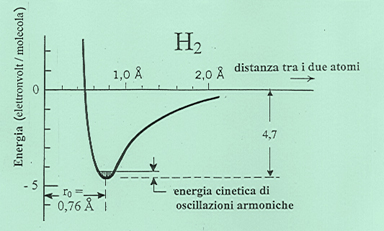 H2
Energia (elettronvolt / molecola)
1,0 Å
2,0 Å
distanza tra i due atomi
0
4,7
- 5
r0 =
0,76 Å
energia cinetica di
oscillazioni armoniche